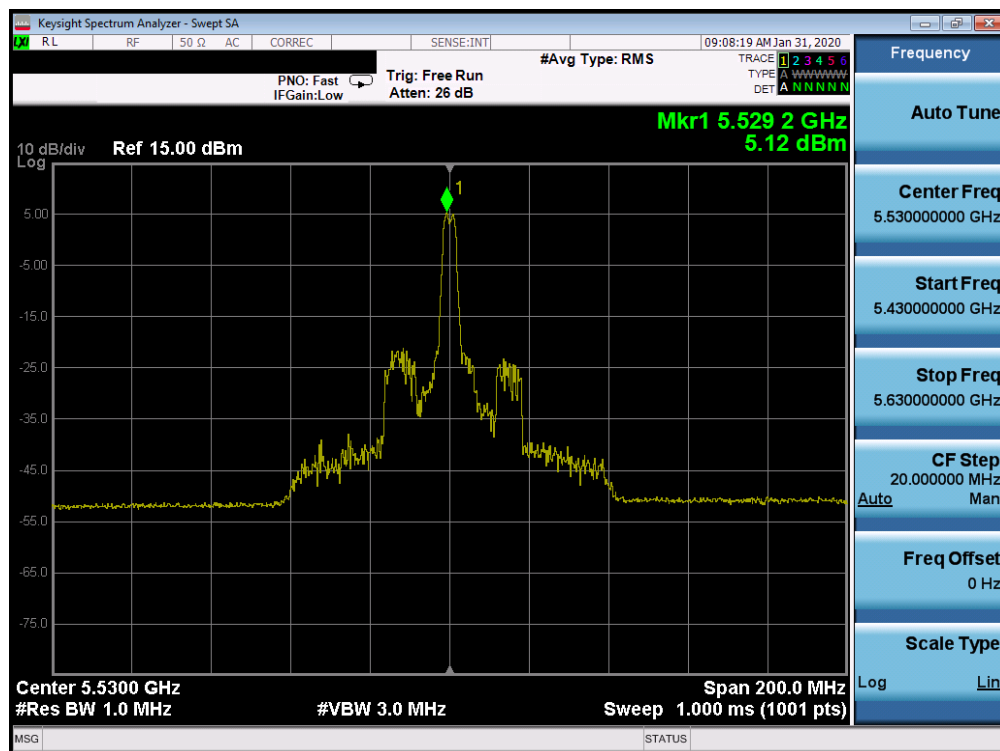 Keysight Spectrum Analyzer - Swept SA
LXI RL RF 50 Ω AC CORREC SENSE:INT 09:08:19 AM Jan 31, 2020
#Avg Type: RMS
TRACE 1 2 3 4 5 6
TYPE A WWWWW
DET A N N N N N
PNO: Fast
IFGain:Low
Trig: Free Run
Atten: 26 dB
Mkr1 5.529 2 GHz
5.12 dBm
10 dB/div
Log
Ref 15.00 dBm
1
5.00
-5.00
-15.0
-25.0
-35.0
-45.0
-55.0
-65.0
-75.0
Center 5.5300 GHz
Span 200.0 MHz
#Res BW 1.0 MHz
#VBW 3.0 MHz
Sweep 1.000 ms (1001 pts)
MSG
STATUS
Frequency
Auto Tune
Center Freq
5.530000000 GHz
Start Freq
5.430000000 GHz
Stop Freq
5.630000000 GHz
CF Step
20.000000 MHz
Auto Man
Freq Offset
0 Hz
Scale Type
Log Lin